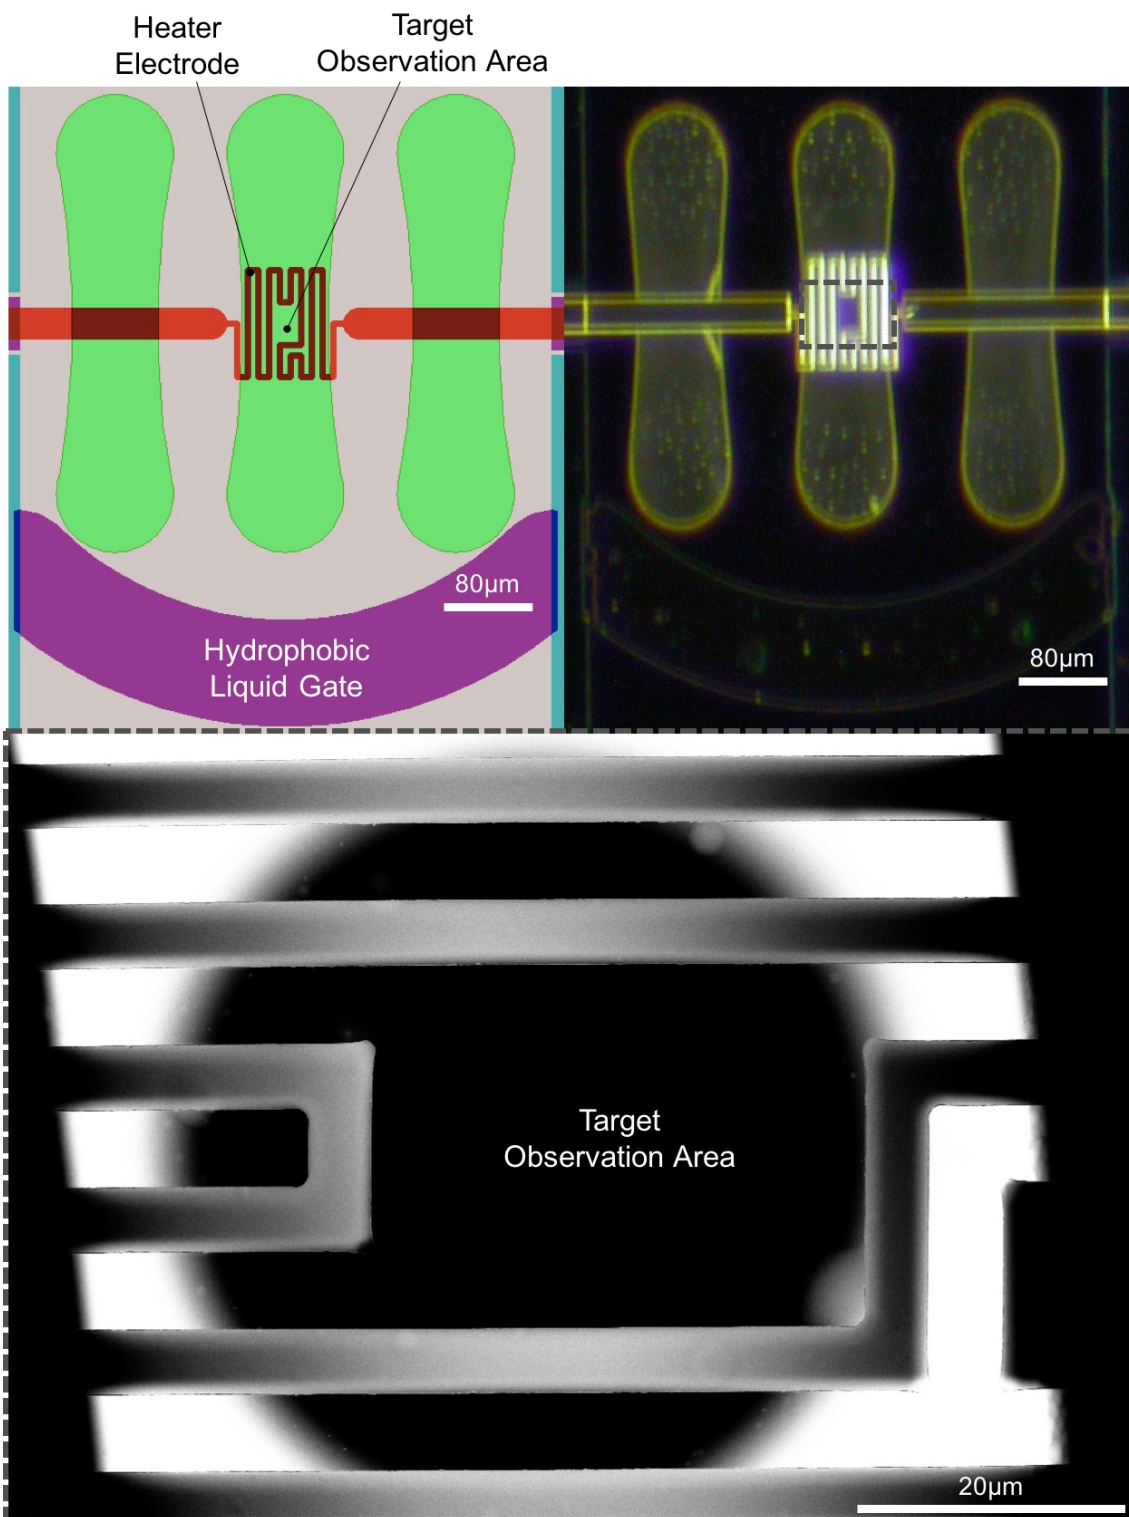 Heater
Electrode
Target
Observation Area
80µm
Hydrophobic
Liquid Gate
80µm
Target
Observation Area
20µm